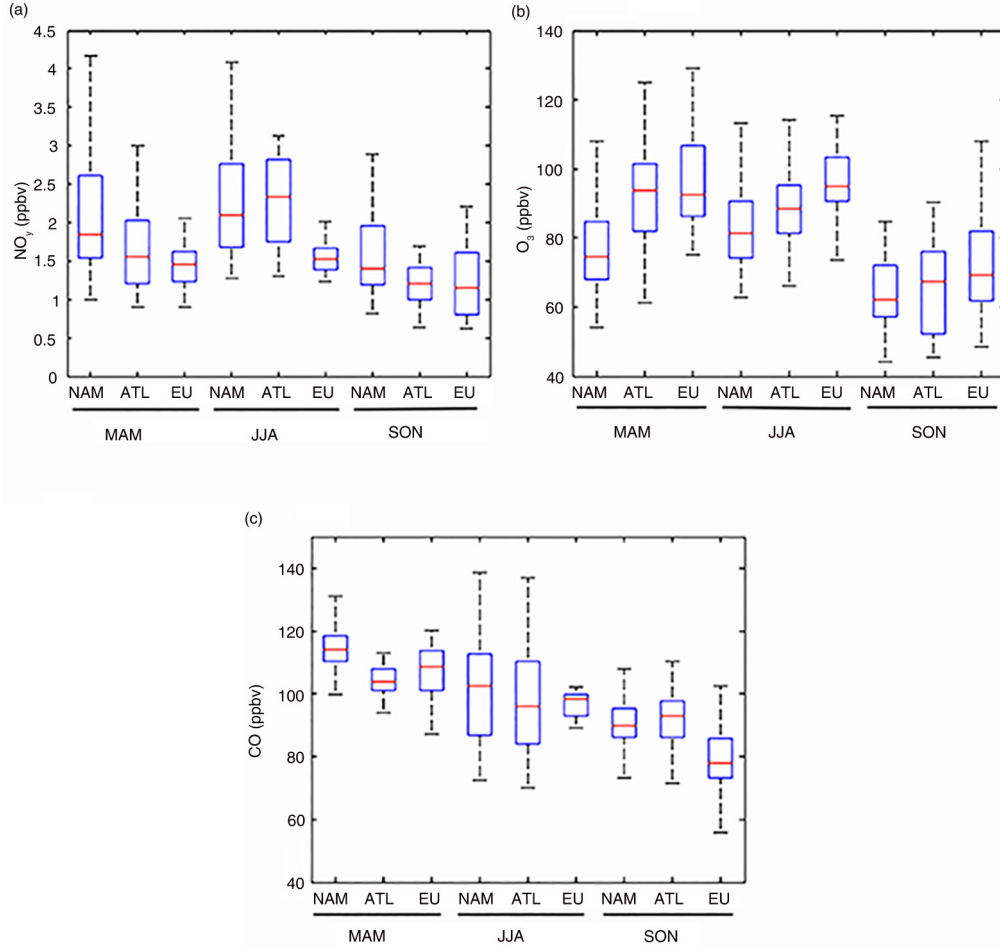 (a)
4.5
4
3.5
3
2.5
2
1.5
1
0.5
0
NOy (ppbv)
NAM ATL EU NAM ATL EU NAM ATL EU
MAM JJA SON
(b)
140
120
100
80
60
40
O3 (ppbv)
NAM ATL EU NAM ATL EU NAM ATL EU
MAM JJA SON
(c)
140
120
100
80
60
40
CO (ppbv)
NAM ATL EU NAM ATL EU NAM ATL EU
MAM JJA SON